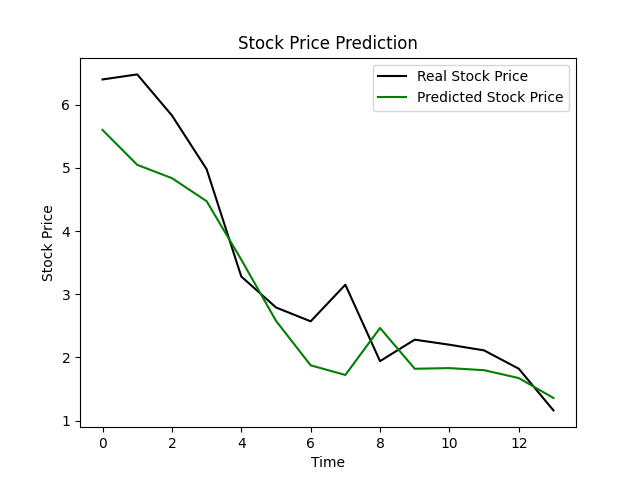 Stock Price Prediction
Real Stock Price
Predicted Stock Price
Stock Price
6
5
4
3
2
1
0 2 4 6 8 10 12
Time